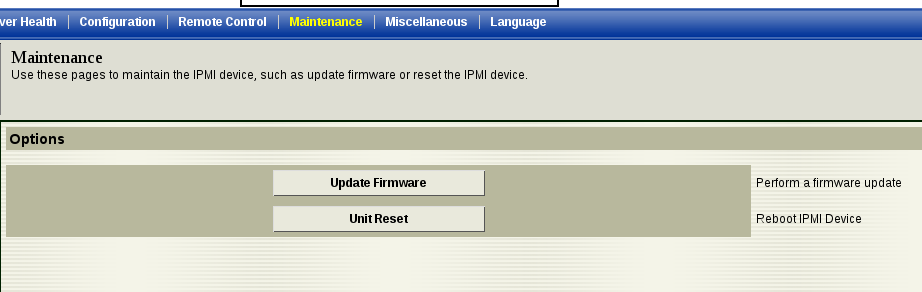 ver Health Configuration Remote Control Maintenance Miscellaneous Language
Maintenance
Use these pages to maintain the IPMI device, such as update firmware or reset the IPMI device.
Options
Update Firmware Perform a firmware update
Unit Reset Reboot IPMI Device